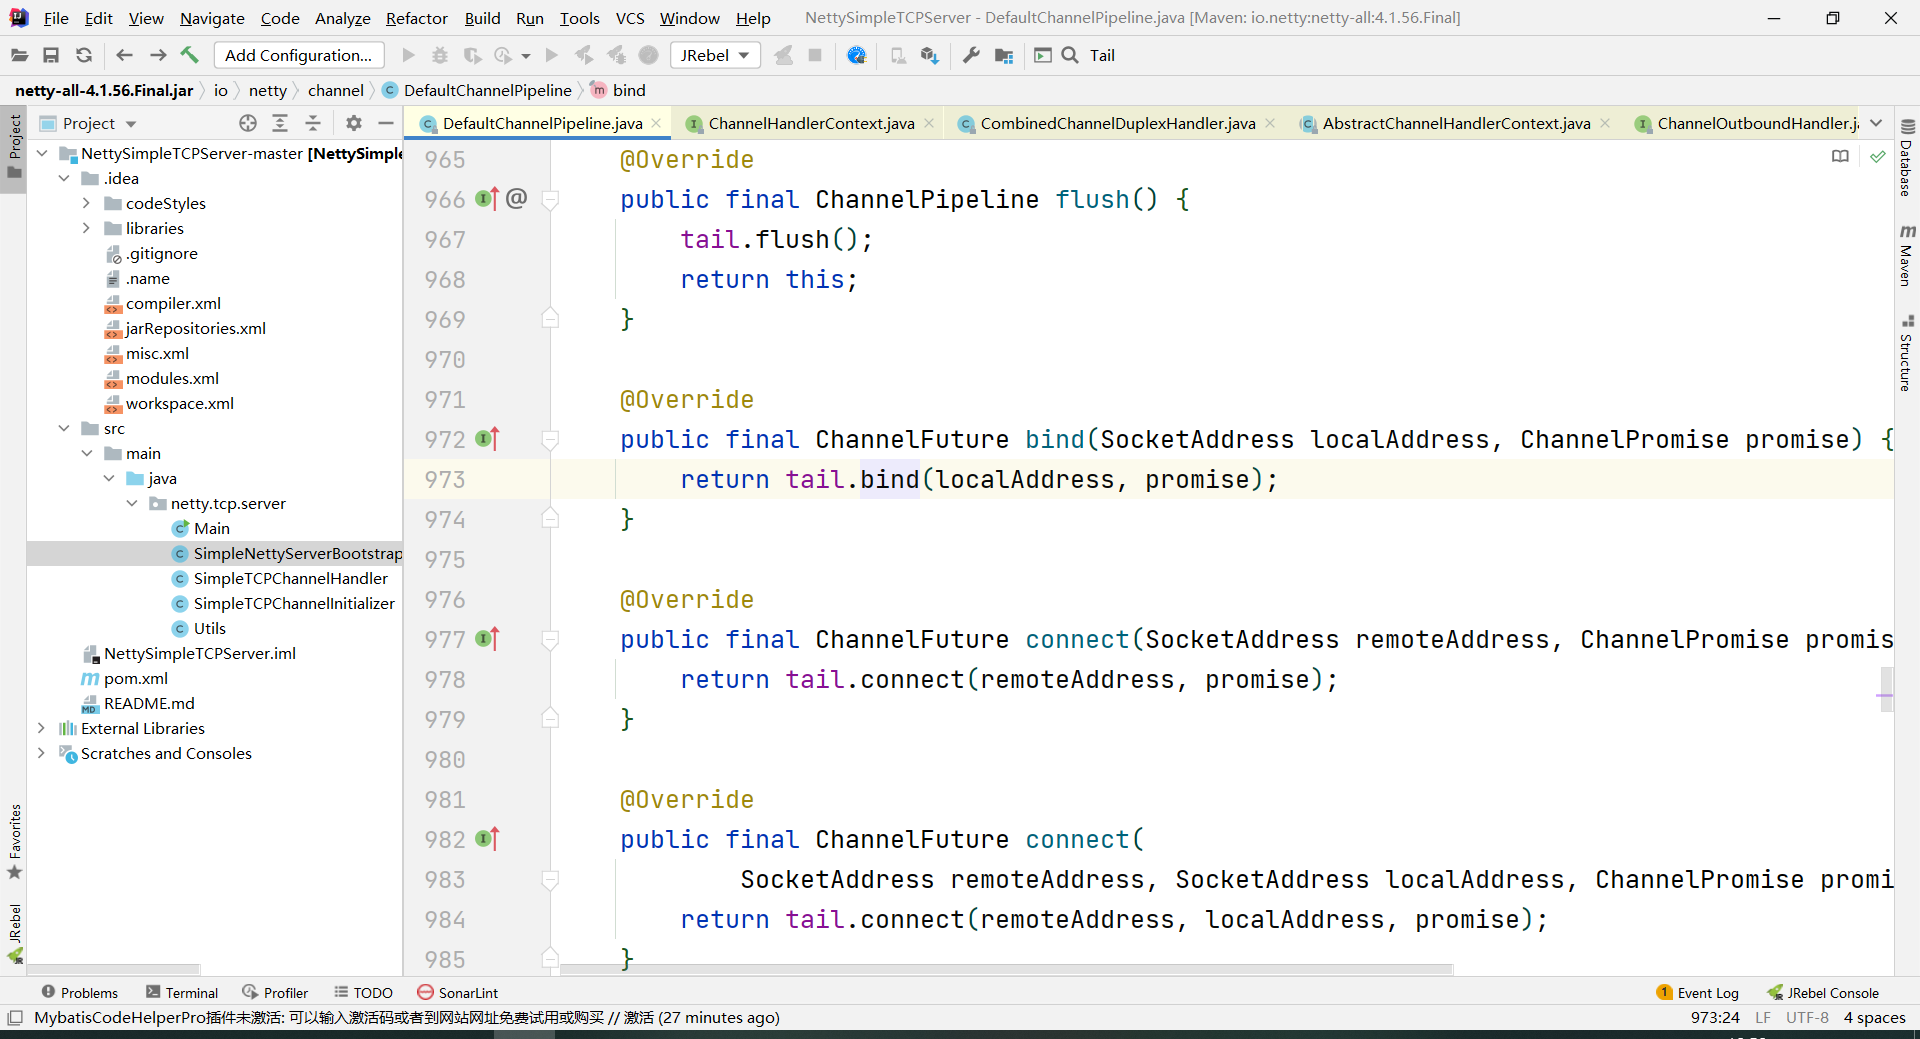 File Edit View Navigate Code Analyze Refactor Build Run Tools VCS Window Help NettySimpleTCPServer - DefaultChannelPipeline.java [Maven: io.netty:netty-all:4.1.56.Final]
Add Configuration... JRebel Tail
netty-all-4.1.56.Final.jar io netty channel DefaultChannelPipeline bind
Project
DefaultChannelPipeline.java ChannelHandlerContext.java CombinedChannelDuplexHandler.java AbstractChannelHandlerContext.java ChannelOutboundHandler.ja
Project
NettySimpleTCPServer-master [NettySimple
.idea
codeStyles
libraries
.gitignore
.name
compiler.xml
jarRepositories.xml
misc.xml
modules.xml
workspace.xml
src
main
java
netty.tcp.server
Main
SimpleNettyServerBootstrap
SimpleTCPChannelHandler
SimpleTCPChannelInitializer
Utils
NettySimpleTCPServer.iml
pom.xml
README.md
External Libraries
Scratches and Consoles
Favorites
JRebel
965 @Override
966 @ public final ChannelPipeline flush() {
967 tail.flush();
968 return this;
969 }
970
971 @Override
972 public final ChannelFuture bind(SocketAddress localAddress, ChannelPromise promise) {
973 return tail.bind(localAddress, promise);
974 }
975
976 @Override
977 public final ChannelFuture connect(SocketAddress remoteAddress, ChannelPromise promis
978 return tail.connect(remoteAddress, promise);
979 }
980
981 @Override
982 public final ChannelFuture connect(
983 SocketAddress remoteAddress, SocketAddress localAddress, ChannelPromise promi
984 return tail.connect(remoteAddress, localAddress, promise);
985 }
Database
Maven
Structure
Problems Terminal Profiler TODO SonarLint 1 Event Log JRebel Console
MybatisCodeHelperPro插件未激活: 可以输入激活码或者到网站网址免费试用或购买 // 激活 (27 minutes ago) 973:24 LF UTF-8 4 spaces